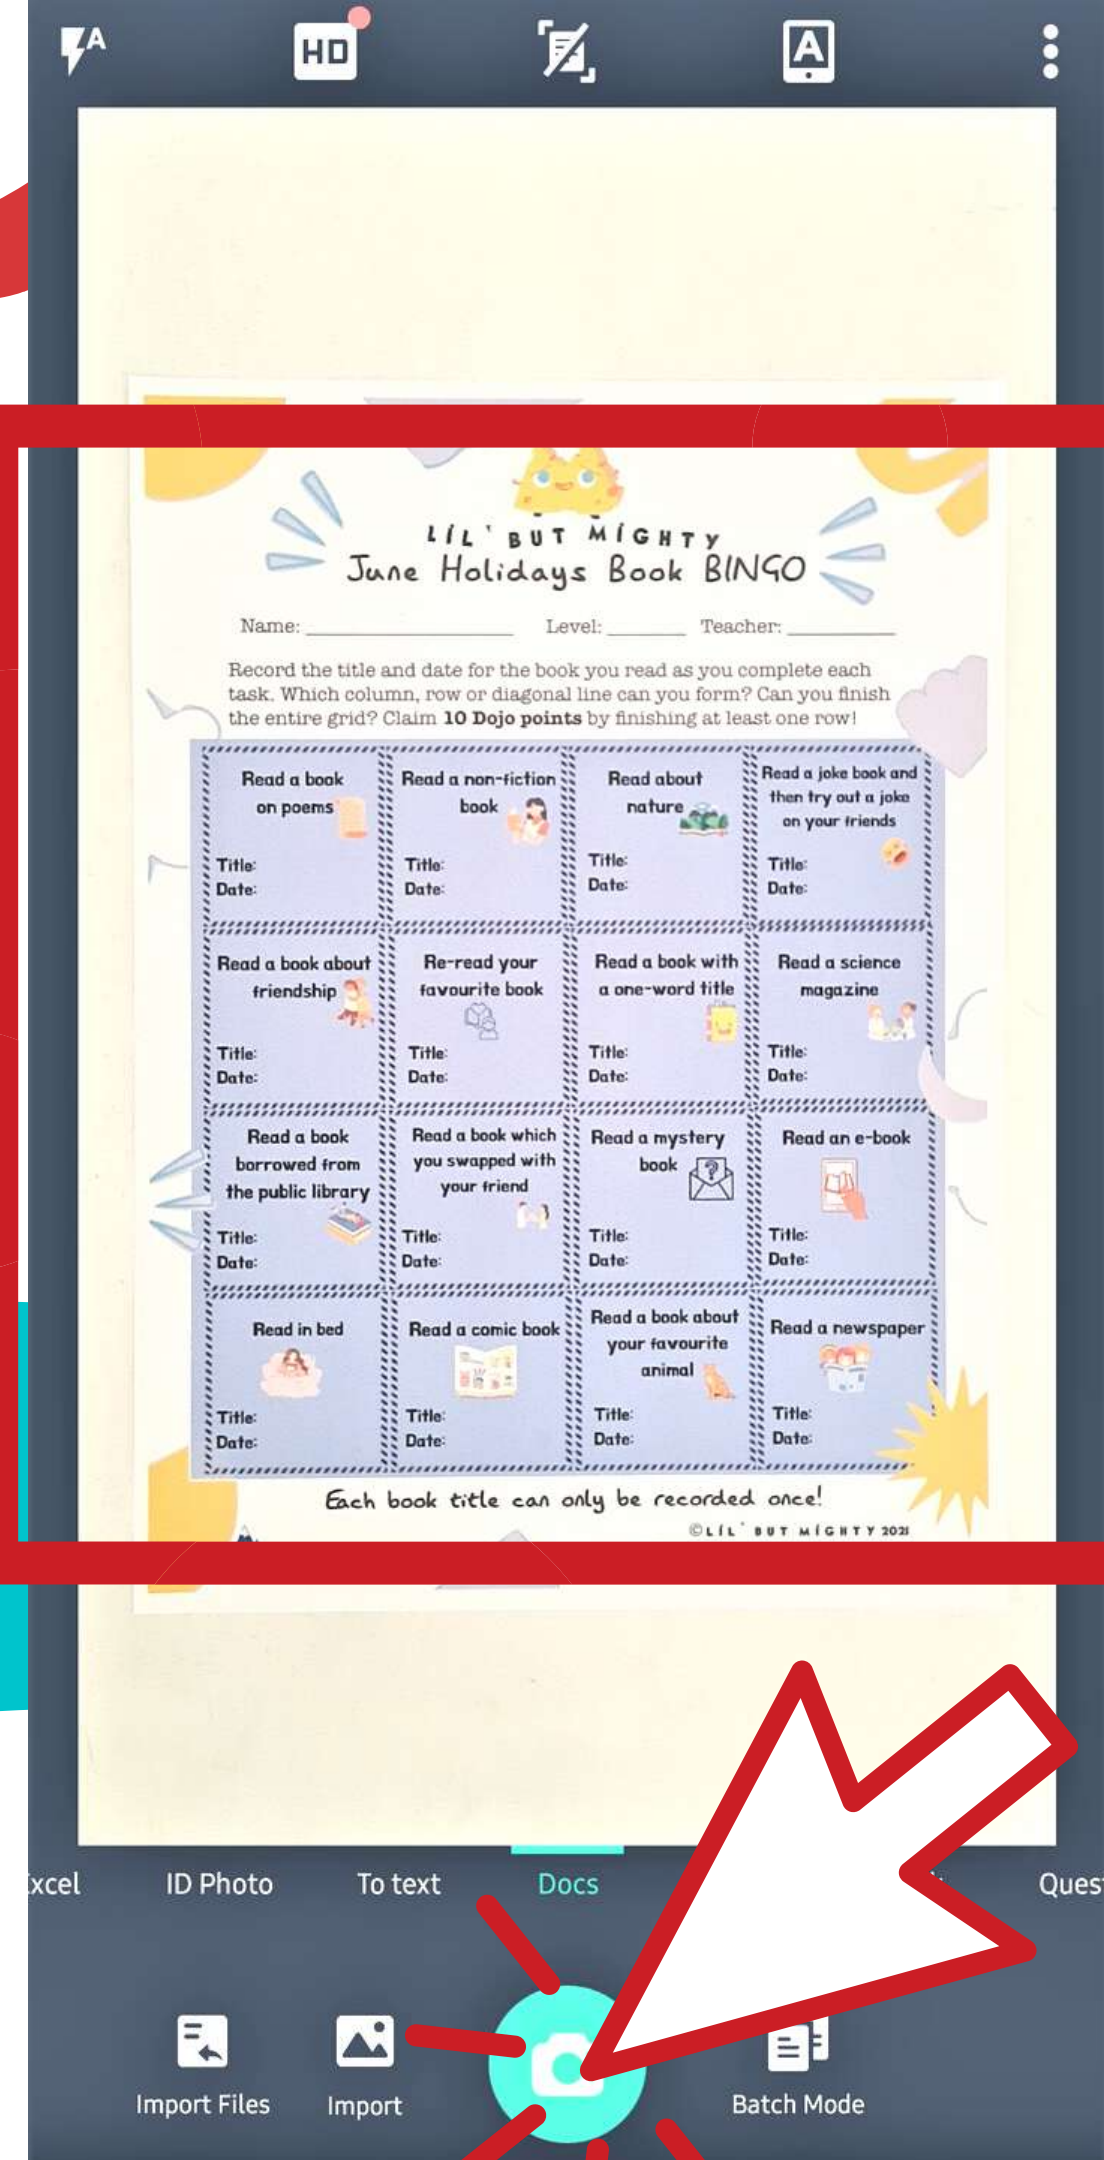 A
HD
A
LIL' BUT MIGHTY
June Holidays Book BINGO
Name: Level: Teacher:
Record the title and date for the book you read as you complete each
task. Which column, row or diagonal line can you form? Can you finish
the entire grid? Claim 10 Dojo points by finishing at least one row!
Read a book
on poems
Title:
Date:
Read a non-fiction
book
Title:
Date:
Read about
nature
Title:
Date:
Read a joke book and
then try out a joke
on your friends
Title:
Date:
Read a book about
friendship
Title:
Date:
Re-read your
favourite book
Title:
Date:
Read a book with
a one-word title
Title:
Date:
Read a science
magazine
Title:
Date:
Read a book
borrowed from
the public library
Title:
Date:
Read a book which
you swapped with
your friend
Title:
Date:
Read a mystery
book
?
Title:
Date:
Read an e-book
Title:
Date:
Read in bed
Title:
Date:
Read a comic book
Title:
Date:
Read a book about
your favourite
animal
Title:
Date:
Read a newspaper
Title:
Date:
Each book title can only be recorded once!
©LIL' BUT MIGHTY 2021
ID Photo To text Docs
Import Files Import Batch Mode